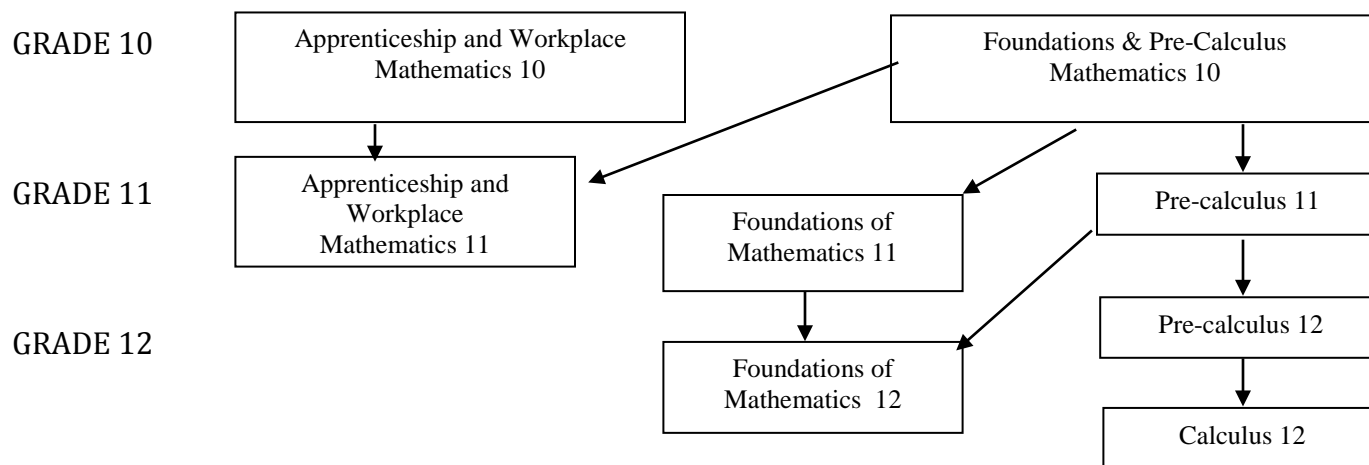 GRADE 10
Apprenticeship and Workplace
Mathematics 10
Foundations & Pre-Calculus
Mathematics 10
GRADE 11
Apprenticeship and
Workplace
Mathematics 11
Foundations of
Mathematics 11
Pre-calculus 11
GRADE 12
Foundations of
Mathematics 12
Pre-calculus 12
Calculus 12